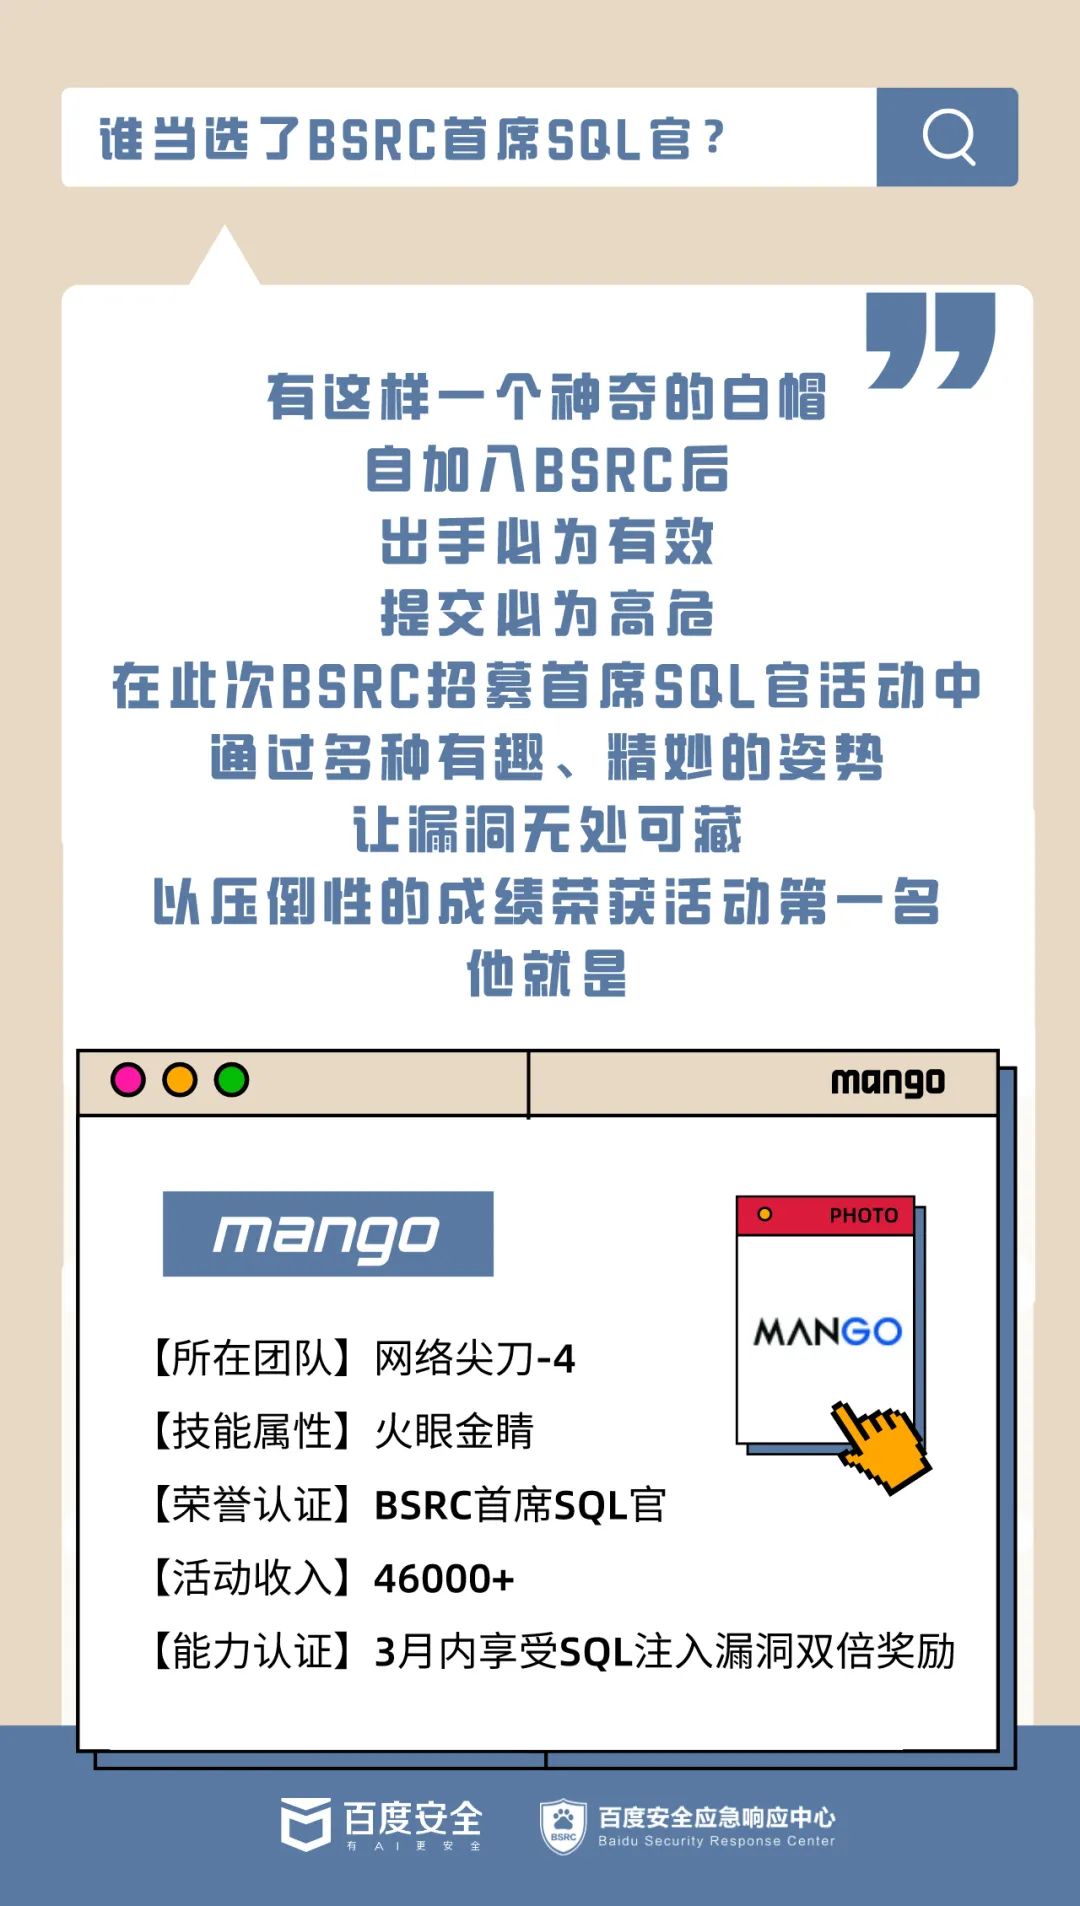 谁当选了BSRC首席SQL官？
有这样一个神奇的白帽
自加入BSRC后
出手必为有效
提交必为高危
在此次BSRC招募首席SQL官活动中
通过多种有趣、精妙的姿势
让漏洞无处可藏
以压倒性的成绩荣获活动第一名
他就是
mango
mango
PHOTO
MANGO
【所在团队】网络尖刀-4
【技能属性】火眼金睛
【荣誉认证】BSRC首席SQL官
【活动收入】46000+
【能力认证】3月内享受SQL注入漏洞双倍奖励
百度安全
有AI更安全
BSRC
百度安全应急响应中心
Baidu Security Response Center